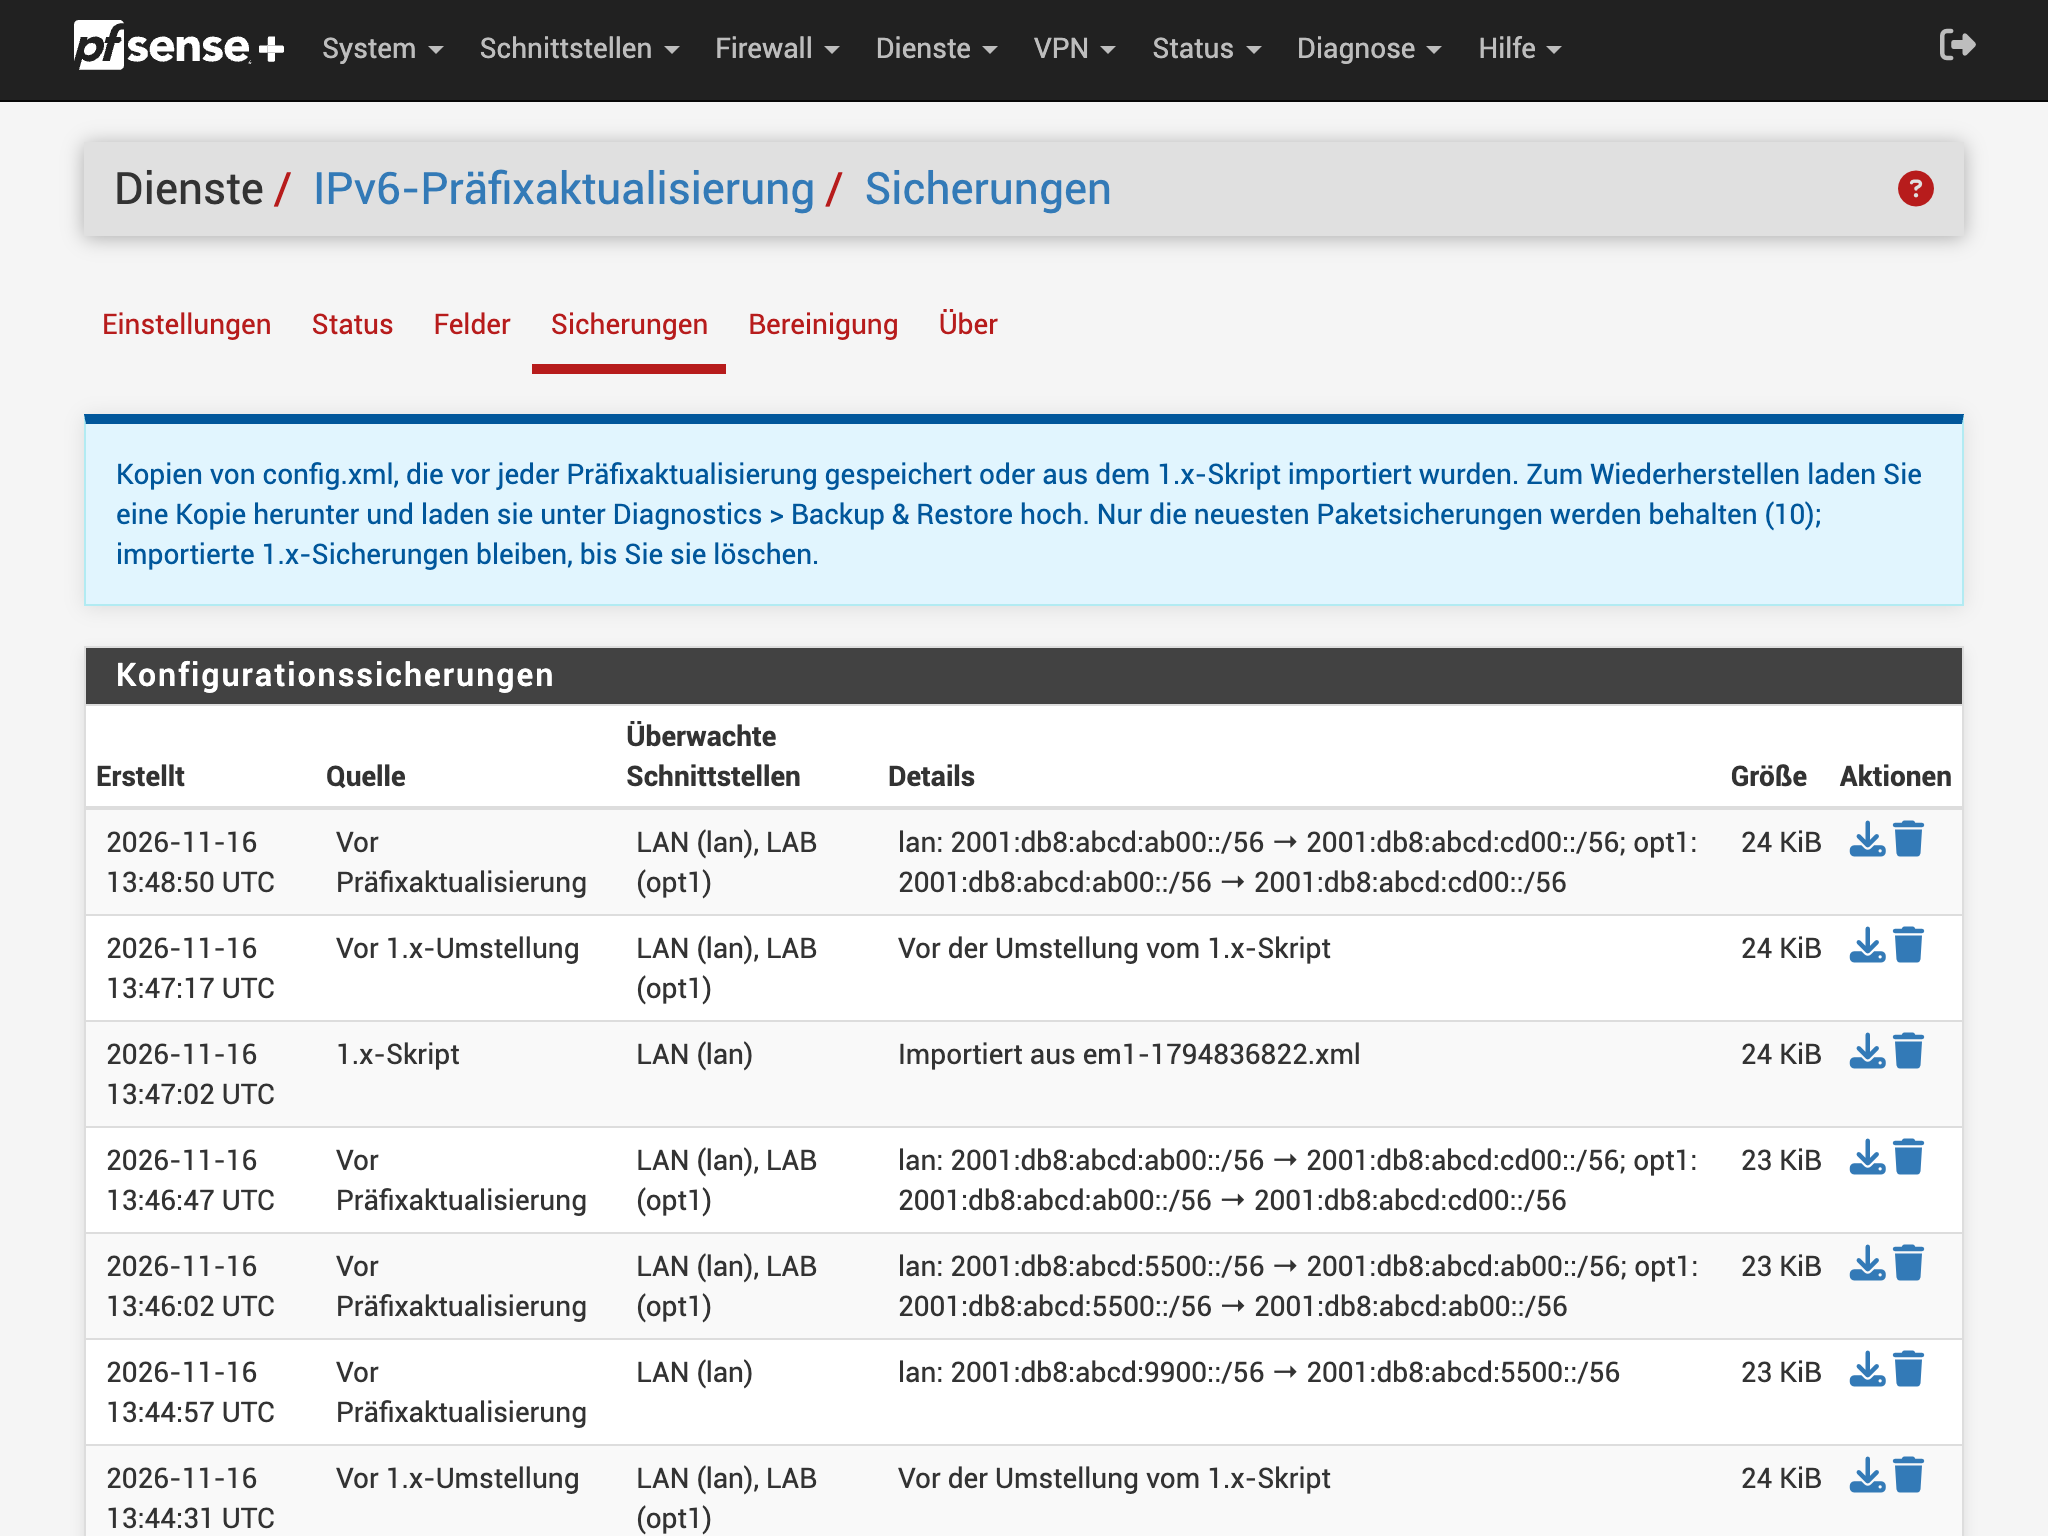 pfsense+ System Schnittstellen Firewall Dienste VPN Status Diagnose Hilfe
Dienste / IPv6-Präfixaktualisierung / Sicherungen ?
Einstellungen Status Felder Sicherungen Bereinigung Über
Kopien von config.xml, die vor jeder Präfixaktualisierung gespeichert oder aus dem 1.x-Skript importiert wurden. Zum Wiederherstellen laden Sie
eine Kopie herunter und laden sie unter Diagnostics > Backup & Restore hoch. Nur die neuesten Paketsicherungen werden behalten (10);
importierte 1.x-Sicherungen bleiben, bis Sie sie löschen.
Konfigurationssicherungen
Überwachte
Erstellt Quelle Schnittstellen Details Größe Aktionen
2026-11-16 Vor LAN (lan), LAB lan: 2001:db8:abcd:ab00::/56 → 2001:db8:abcd:cd00::/56; opt1: 24 KiB
13:48:50 UTC Präfixaktualisierung (opt1) 2001:db8:abcd:ab00::/56 → 2001:db8:abcd:cd00::/56
2026-11-16 Vor 1.x-Umstellung LAN (lan), LAB Vor der Umstellung vom 1.x-Skript 24 KiB
13:47:17 UTC (opt1)
2026-11-16 1.x-Skript LAN (lan) Importiert aus em1-1794836822.xml 24 KiB
13:47:02 UTC
2026-11-16 Vor LAN (lan), LAB lan: 2001:db8:abcd:ab00::/56 → 2001:db8:abcd:cd00::/56; opt1: 23 KiB
13:46:47 UTC Präfixaktualisierung (opt1) 2001:db8:abcd:ab00::/56 → 2001:db8:abcd:cd00::/56
2026-11-16 Vor LAN (lan), LAB lan: 2001:db8:abcd:5500::/56 → 2001:db8:abcd:ab00::/56; opt1: 23 KiB
13:46:02 UTC Präfixaktualisierung (opt1) 2001:db8:abcd:5500::/56 → 2001:db8:abcd:ab00::/56
2026-11-16 Vor LAN (lan) lan: 2001:db8:abcd:9900::/56 → 2001:db8:abcd:5500::/56 23 KiB
13:44:57 UTC Präfixaktualisierung
2026-11-16 Vor 1.x-Umstellung LAN (lan), LAB Vor der Umstellung vom 1.x-Skript 24 KiB
13:44:31 UTC (opt1)